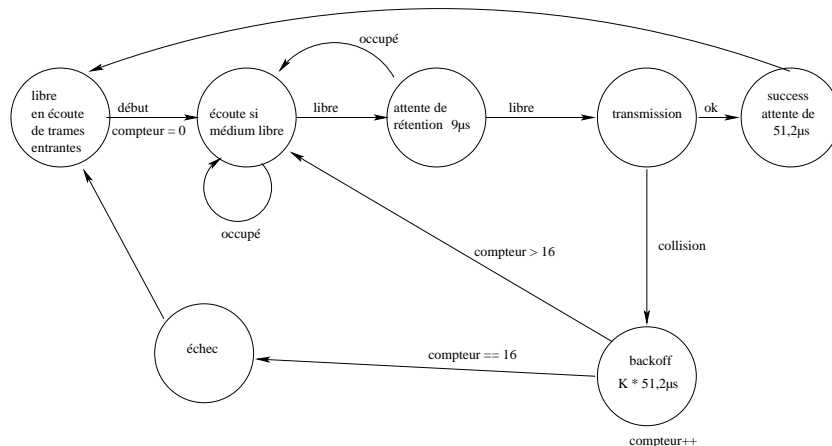 occupé
libre
en écoute
de trames
entrantes
début
compteur = 0
écoute si
médium libre
libre
attente de
rétention 9µs
libre
transmission
ok
success
attente de
51,2µs
occupé
compteur > 16
collision
échec
compteur == 16
backoff
K * 51,2µs
compteur++